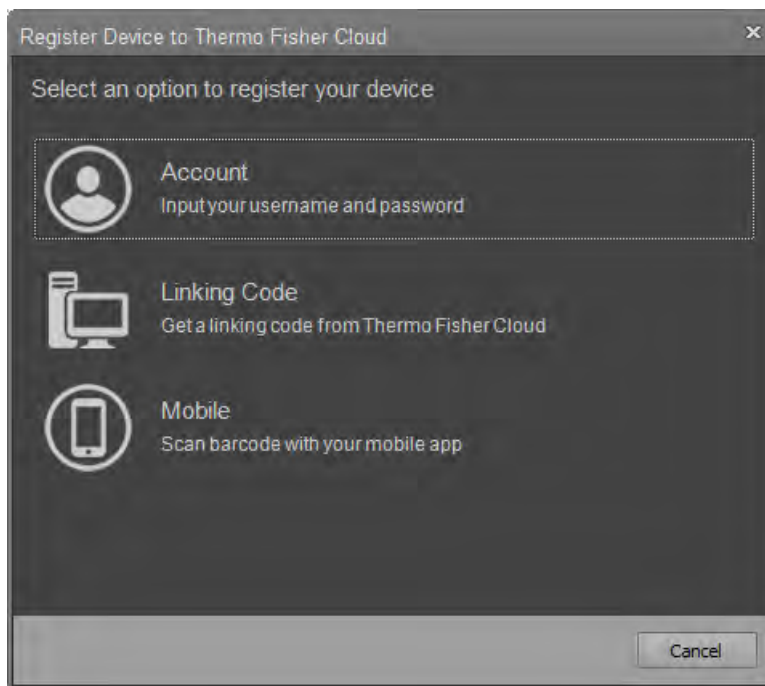 Register Device to Thermo Fisher Cloud
Select an option to register your device
Account
Input your username and password
Linking Code
Get a linking code from Thermo Fisher Cloud
Mobile
Scan barcode with your mobile app
Cancel